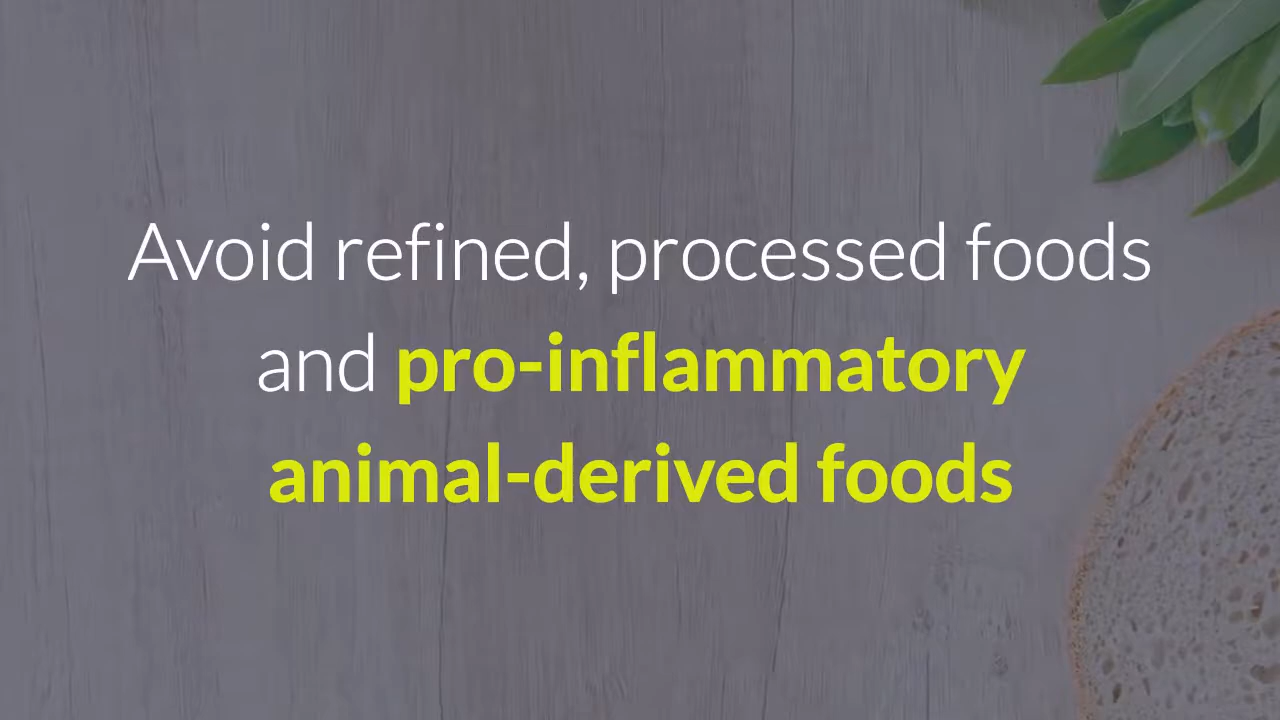 Avoid refined, processed foods
and pro-inflammatory
animal-derived foods